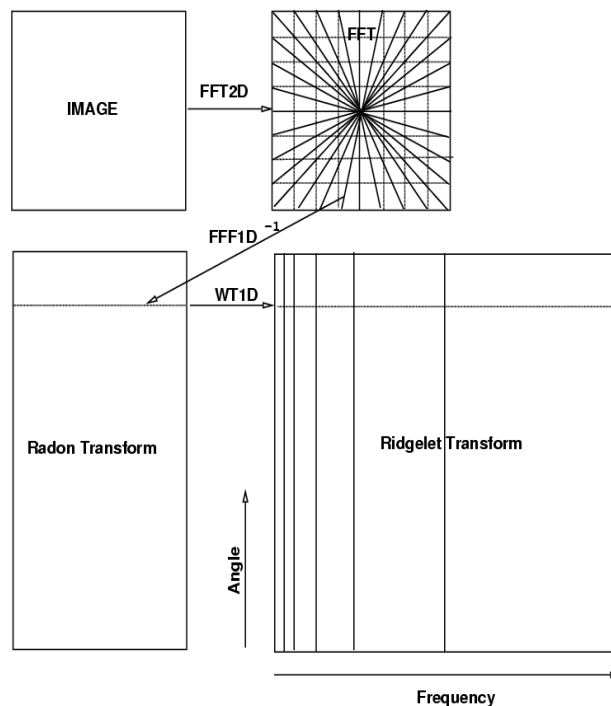 FFT
IMAGE
FFT2D
FFF1D -1
WT1D
Radon Transform
Ridgelet Transform
Angle
Frequency